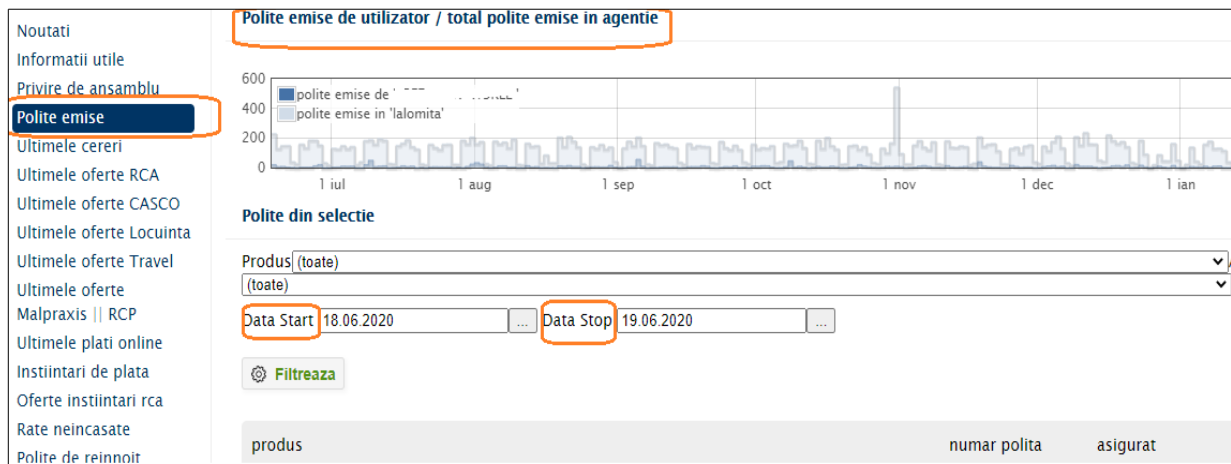 Noutati
Informatii utile
Privire de ansamblu
Polite emise
Ultimele cereri
Ultimele oferte RCA
Ultimele oferte CASCO
Ultimele oferte Locuinta
Ultimele oferte Travel
Ultimele oferte
Malpraxis || RCP
Ultimele plati online
Instiintari de plata
Oferte instiintari rca
Rate neincasate
Polite de reinnoit
Polite emise de utilizator / total polite emise in agentie
600
400
200
0
polite emise de '
polite emise in 'Ialomita'
1 iul 1 aug 1 sep 1 oct 1 nov 1 dec 1 ian
Polite din selectie
Produs (toate)
(toate)
Data Start 18.06.2020 ... Data Stop 19.06.2020 ...
Filtreaza
produs numar polita asigurat